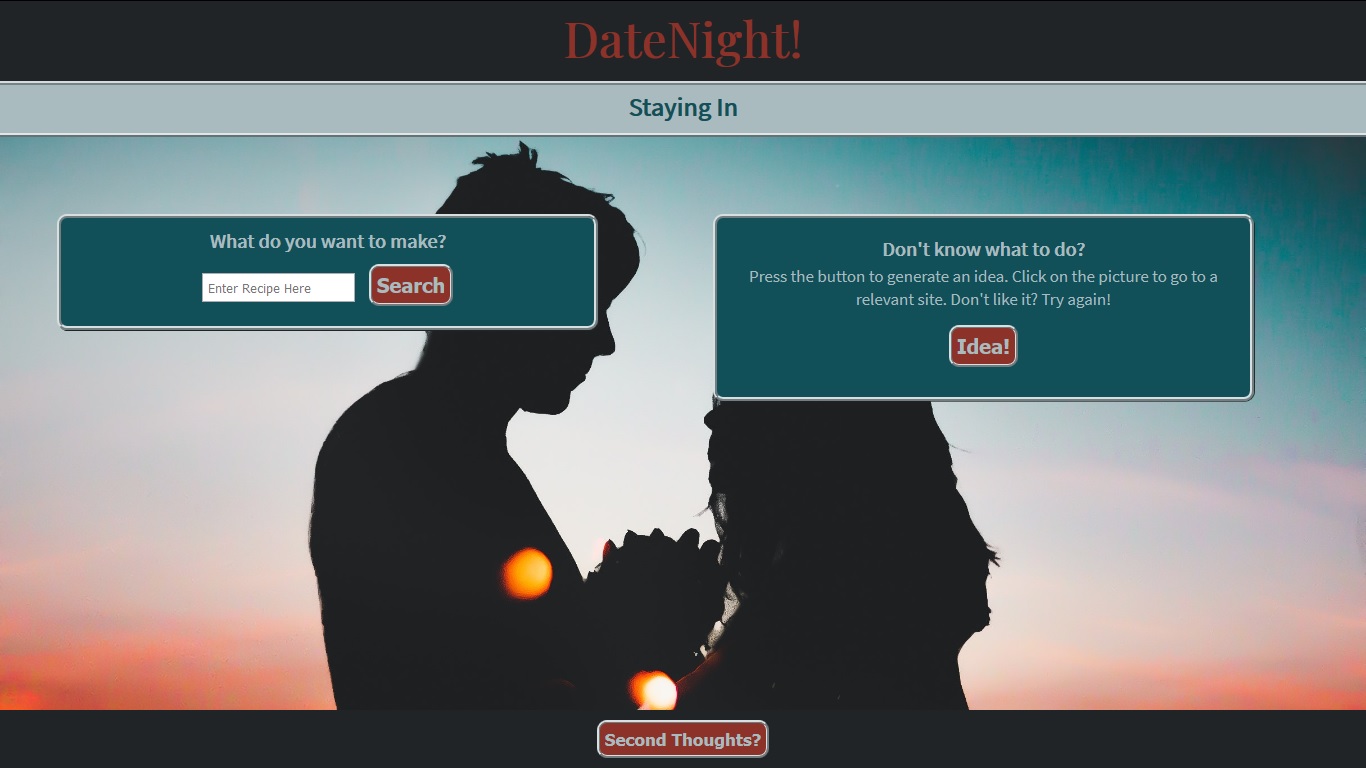 DateNight!
Staying In
What do you want to make?
Enter Recipe Here
Search
Don't know what to do?
Press the button to generate an idea. Click on the picture to go to a
relevant site. Don't like it? Try again!
Idea!
Second Thoughts?